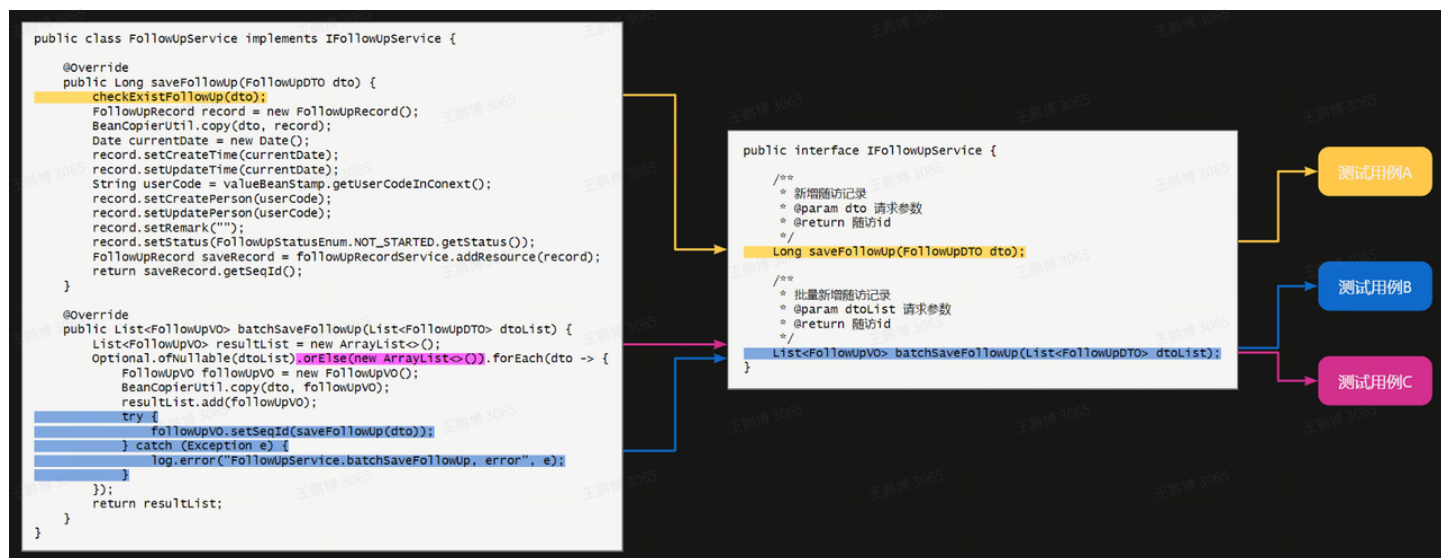 public class FollowUpService implements IFollowUpService {
@Override
public Long saveFollowUp(FollowUpDTO dto) {
checkExistFollowUp(dto);
FollowUpRecord record = new FollowUpRecord();
BeanCopierUtil.copy(dto, record);
Date currentDate = new Date();
record.setCreateTime(currentDate);
record.setUpdateTime(currentDate);
String userCode = valueBeanStamp.getUserCodeInConext();
record.setCreatePerson(userCode);
record.setUpdatePerson(userCode);
record.setRemark("");
record.setStatus(FollowUpStatusEnum.NOT_STARTED.getStatus());
FollowUpRecord saveRecord = followUpRecordService.addResource(record);
return saveRecord.getSeqId();
}
@Override
public List<FollowUpVO> batchSaveFollowUp(List<FollowUpDTO> dtoList) {
List<FollowUpVO> resultList = new ArrayList<>();
Optional.ofNullable(dtoList).orElse(new ArrayList<>()).forEach(dto -> {
FollowUpVO followUpVO = new FollowUpVO();
BeanCopierUtil.copy(dto, followUpVO);
resultList.add(followUpVO);
try {
followUpVO.setSeqId(saveFollowUp(dto));
} catch (Exception e) {
log.error("FollowUpService.batchSaveFollowUp, error", e);
}
});
return resultList;
}
}
public interface IFollowUpService {
/**
* 新增随访记录
* @param dto 请求参数
* @return 随访id
*/
Long saveFollowUp(FollowUpDTO dto);
/**
* 批量新增随访记录
* @param dtoList 请求参数
* @return 随访id
*/
List<FollowUpVO> batchSaveFollowUp(List<FollowUpDTO> dtoList);
}
测试用例A
测试用例B
测试用例C
王鹏博 3065